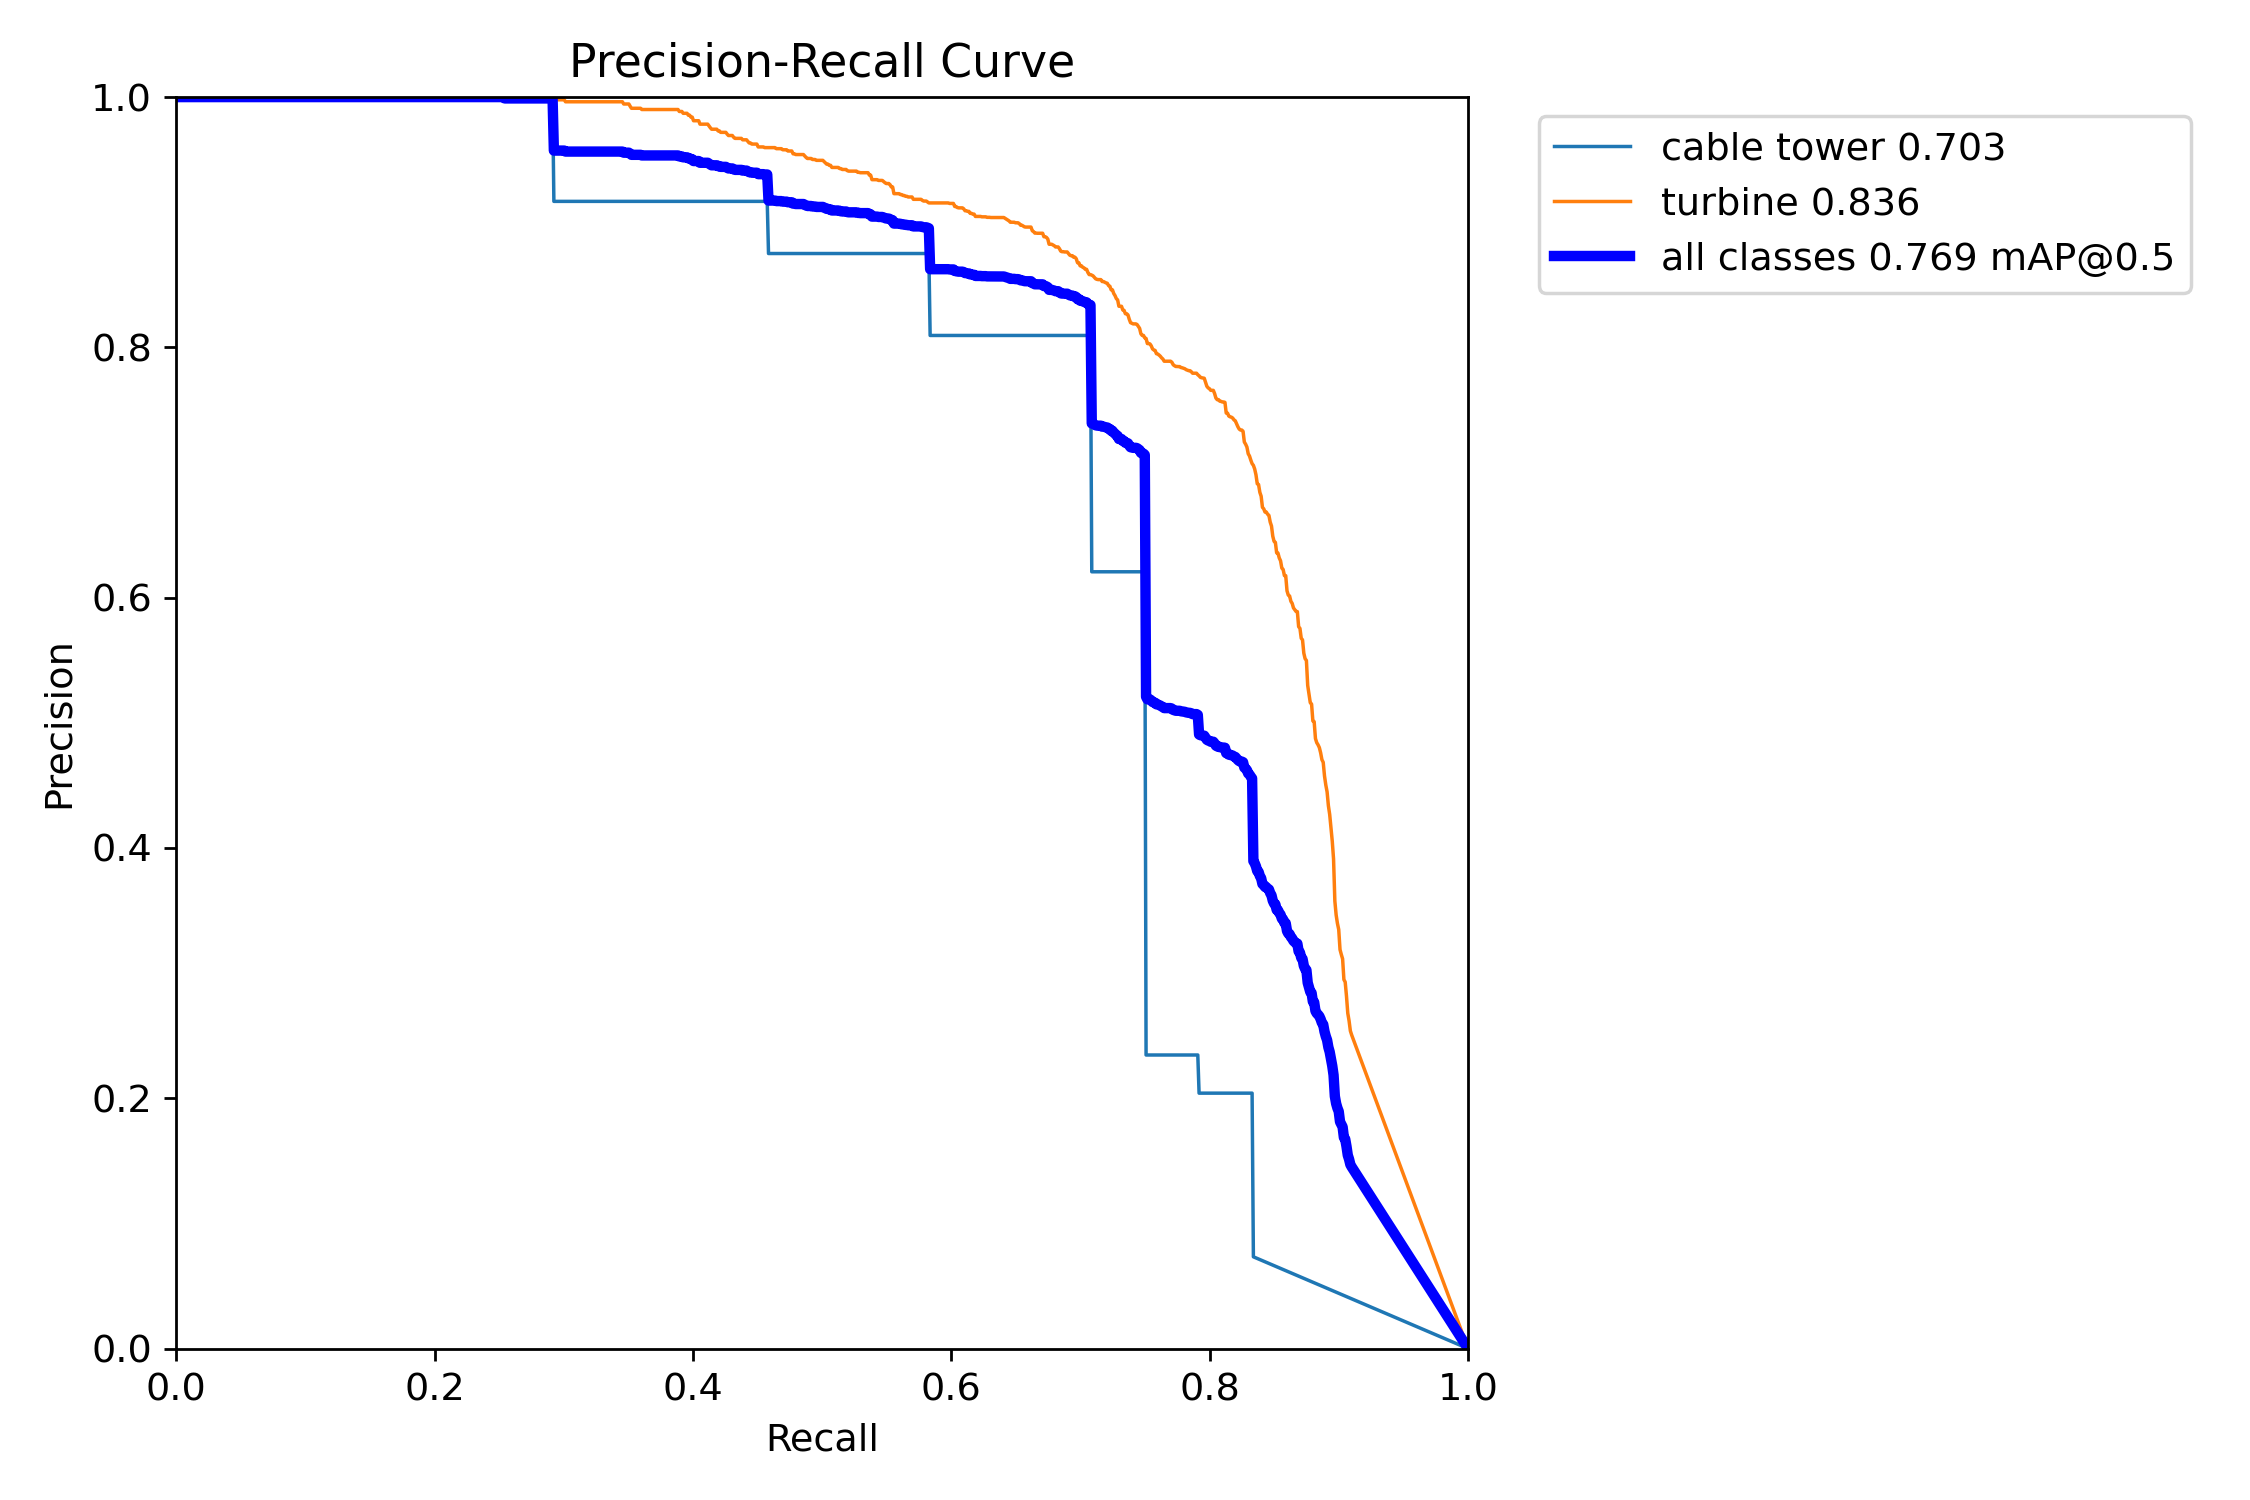 Precision-Recall Curve
1.0
0.8
0.6
0.4
0.2
0.0
Precision
0.0 0.2 0.4 0.6 0.8 1.0
Recall
cable tower 0.703
turbine 0.836
all classes 0.769 mAP@0.5